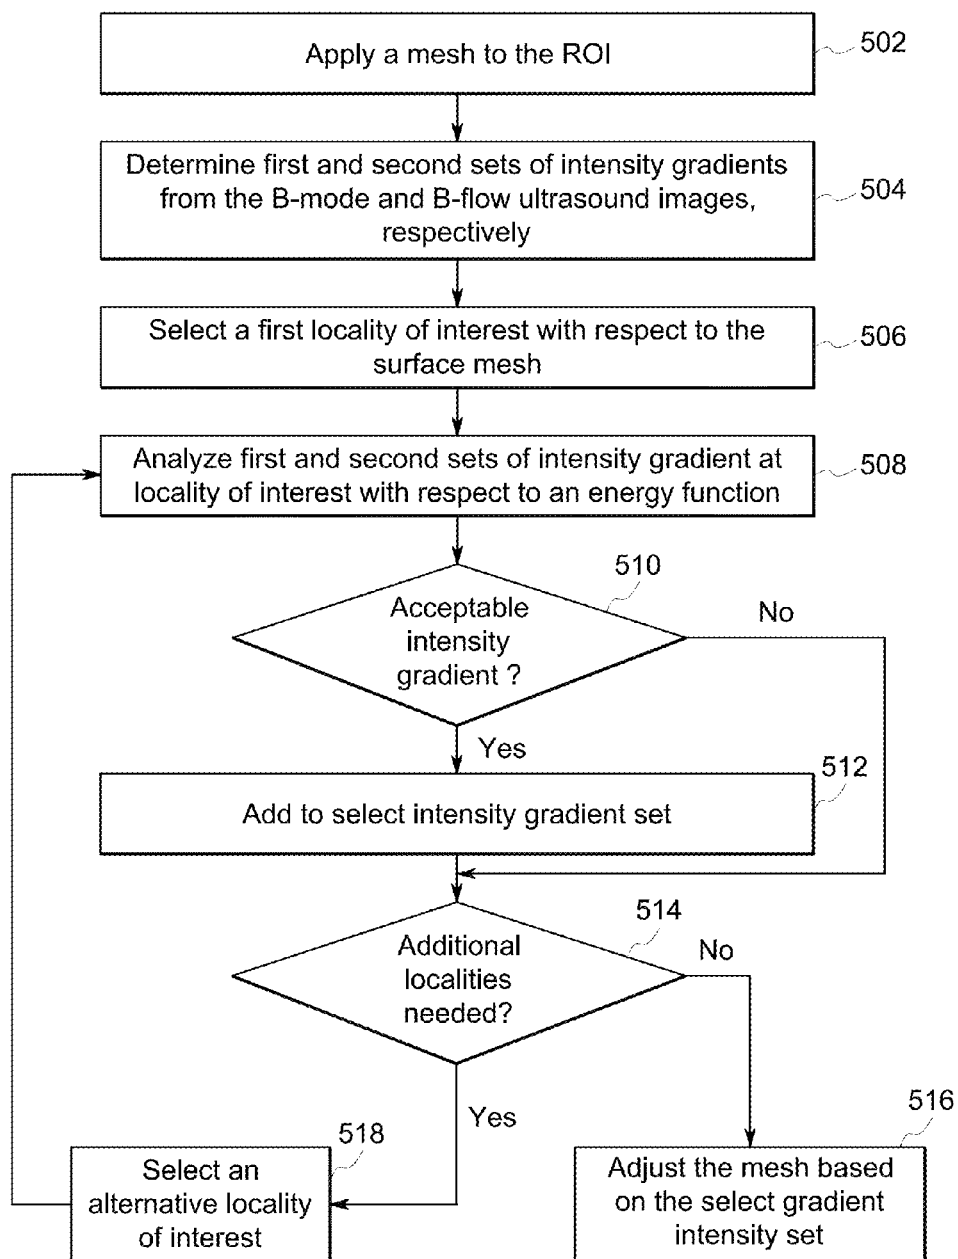 Apply a mesh to the ROI
502
Determine first and second sets of intensity gradients
from the B-mode and B-flow ultrasound images,
respectively
504
Select a first locality of interest with respect to the
surface mesh
506
Analyze first and second sets of intensity gradient at
locality of interest with respect to an energy function
508
510
Acceptable
intensity
gradient ?
No
Yes
512
Add to select intensity gradient set
514
Additional
localities
needed?
No
Yes
518
Select an
alternative locality
of interest
516
Adjust the mesh based
on the select gradient
intensity set